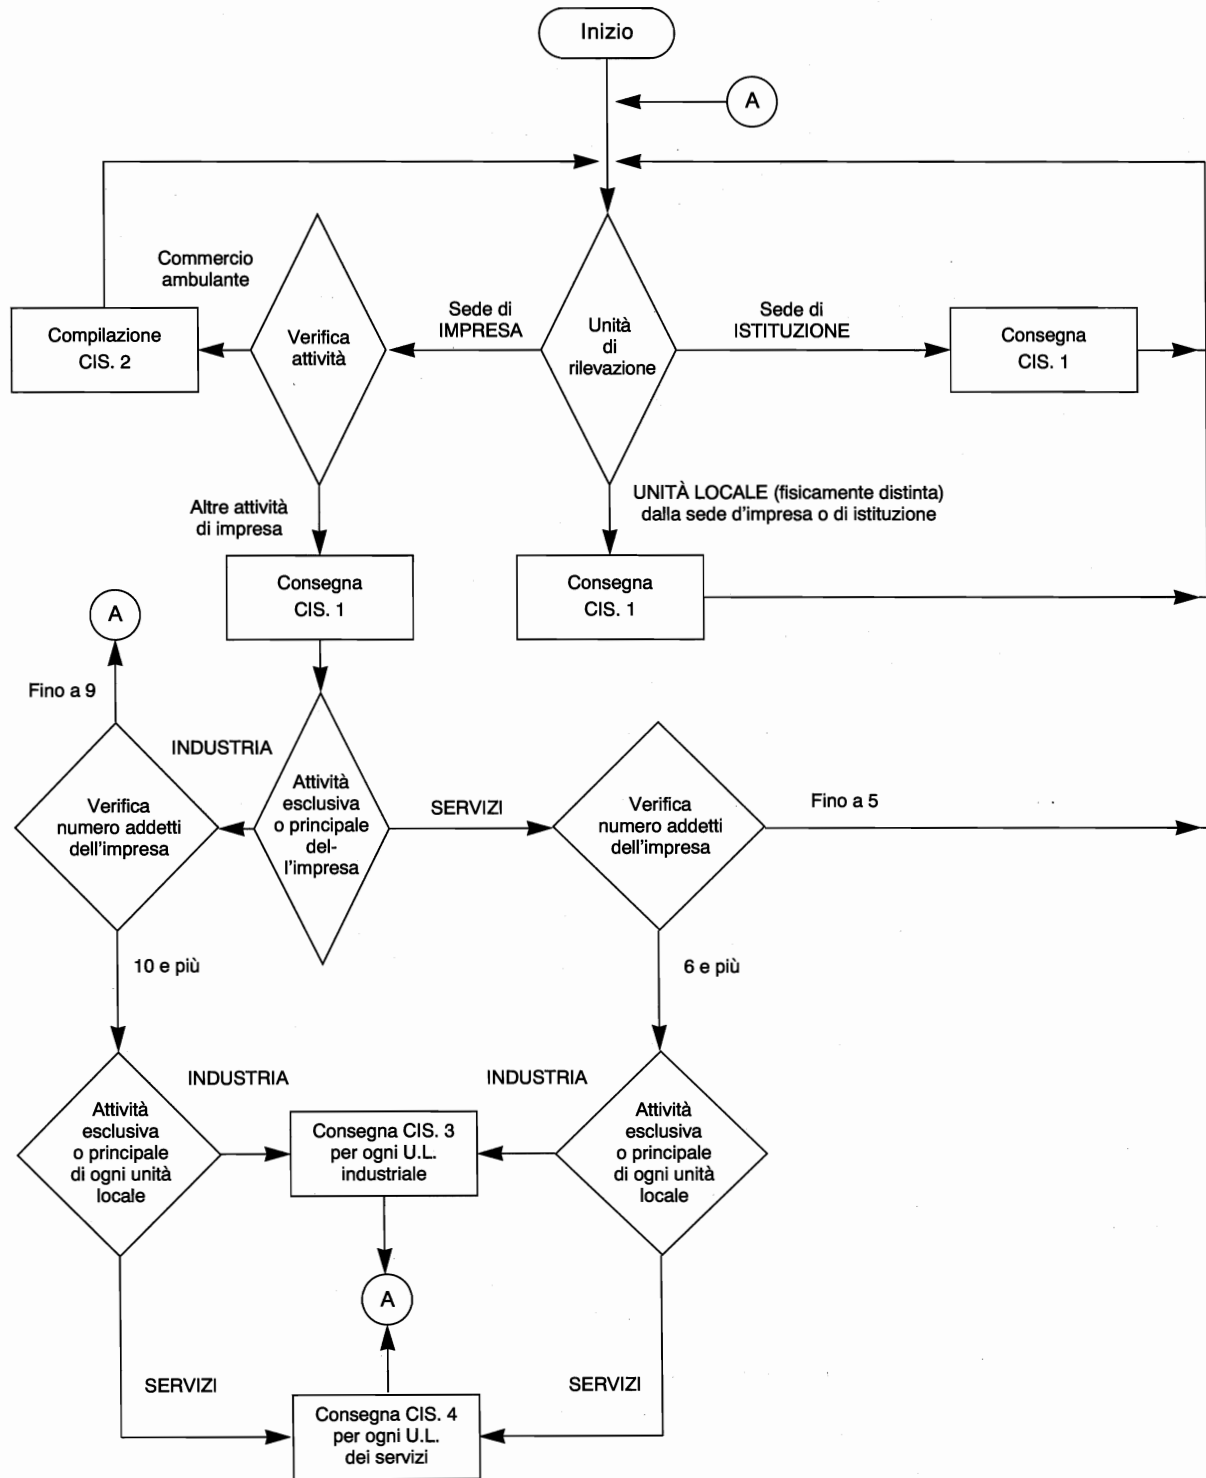 Inizio
A
Commercio
ambulante
Compilazione
CIS. 2
Verifica
attività
Sede di
IMPRESA
Unità
di
rilevazione
Sede di
ISTITUZIONE
Consegna
CIS. 1
Altre attività
di impresa
UNITÀ LOCALE (fisicamente distinta)
dalla sede d'impresa o di istituzione
Consegna
CIS. 1
Consegna
CIS. 1
A
Fino a 9
INDUSTRIA
Verifica
numero addetti
dell'impresa
Attività
esclusiva
o principale
del-
l'impresa
SERVIZI
Verifica
numero addetti
dell'impresa
Fino a 5
10 e più
6 e più
INDUSTRIA
INDUSTRIA
Attività
esclusiva
o principale
di ogni unità
locale
Consegna CIS. 3
per ogni U.L.
industriale
Attività
esclusiva
o principale
di ogni unità
locale
A
SERVIZI
SERVIZI
Consegna CIS. 4
per ogni U.L.
dei servizi